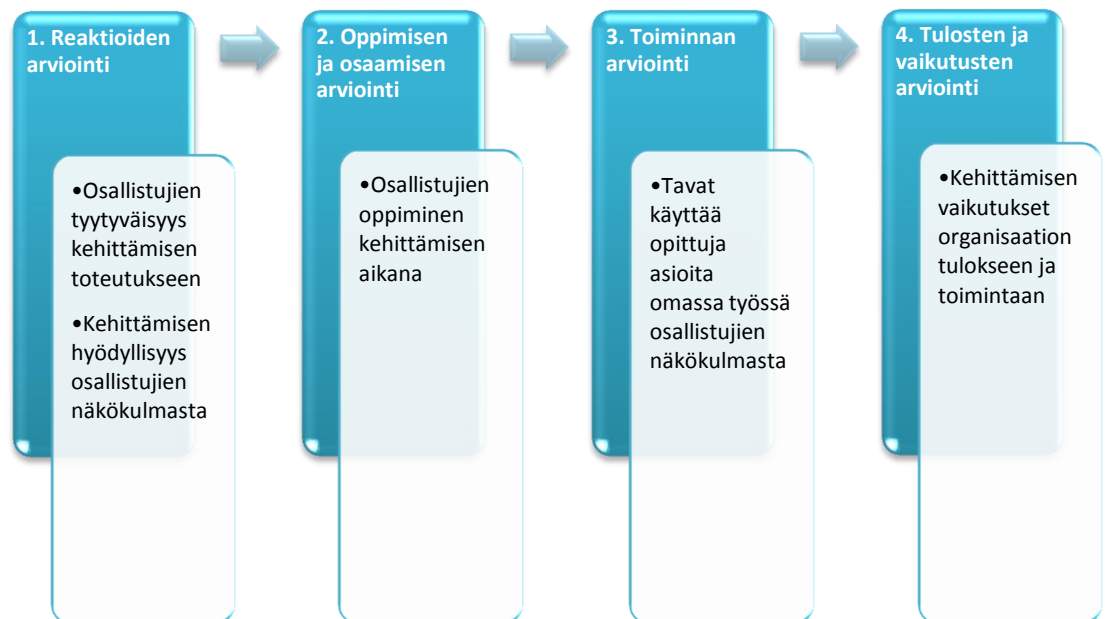 1. Reaktioiden
arviointi
•Osallistujien
tyytyväisyys
kehittämisen
toteutukseen
•Kehittämisen
hyödyllisyys
osallistujien
näkökulmasta
2. Oppimisen
ja osaamisen
arviointi
•Osallistujien
oppiminen
kehittämisen
aikana
3. Toiminnan
arviointi
•Tavat
käyttää
opittuja
asioita
omassa työssä
osallistujien
näkökulmasta
4. Tulosten ja
vaikutusten
arviointi
•Kehittämisen
vaikutukset
organisaation
tulokseen ja
toimintaan